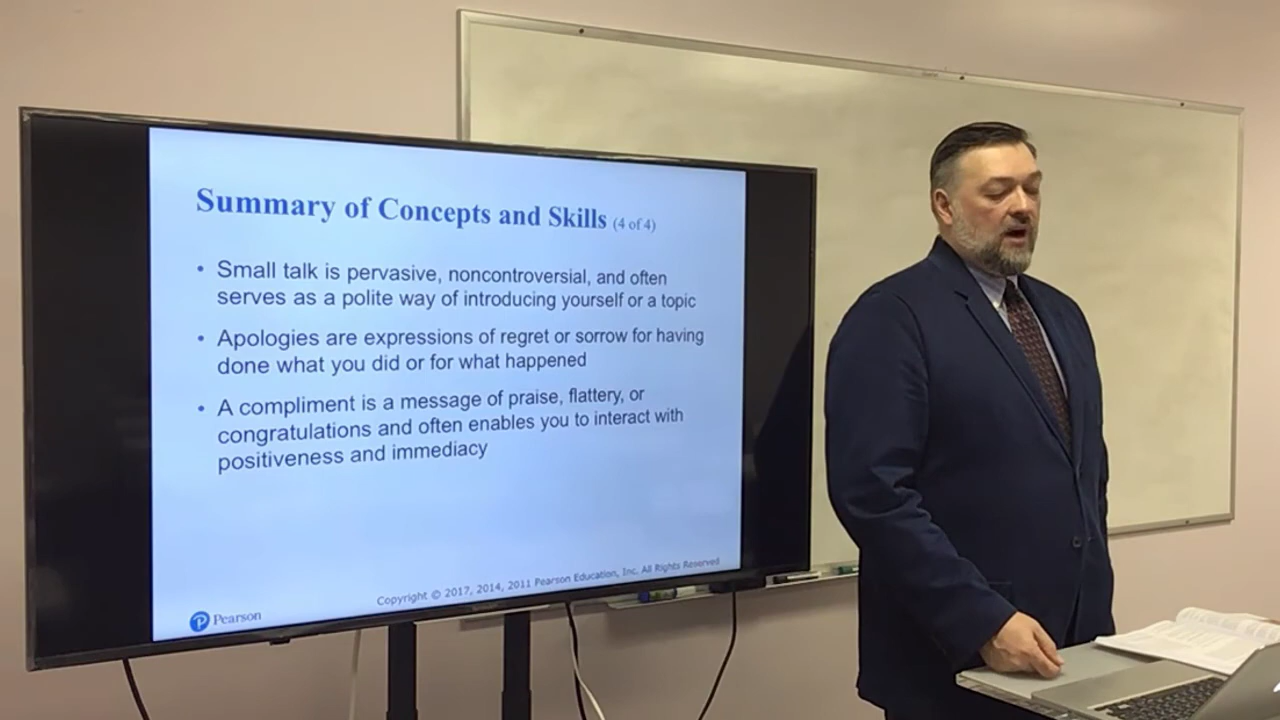 Summary of Concepts and Skills (4 of 4)
• Small talk is pervasive, noncontroversial, and often
serves as a polite way of introducing yourself or a topic
• Apologies are expressions of regret or sorrow for having
done what you did or for what happened
• A compliment is a message of praise, flattery, or
congratulations and often enables you to interact with
positiveness and immediacy
Copyright © 2017, 2014, 2011 Pearson Education, Inc. All Rights Reserved
P Pearson